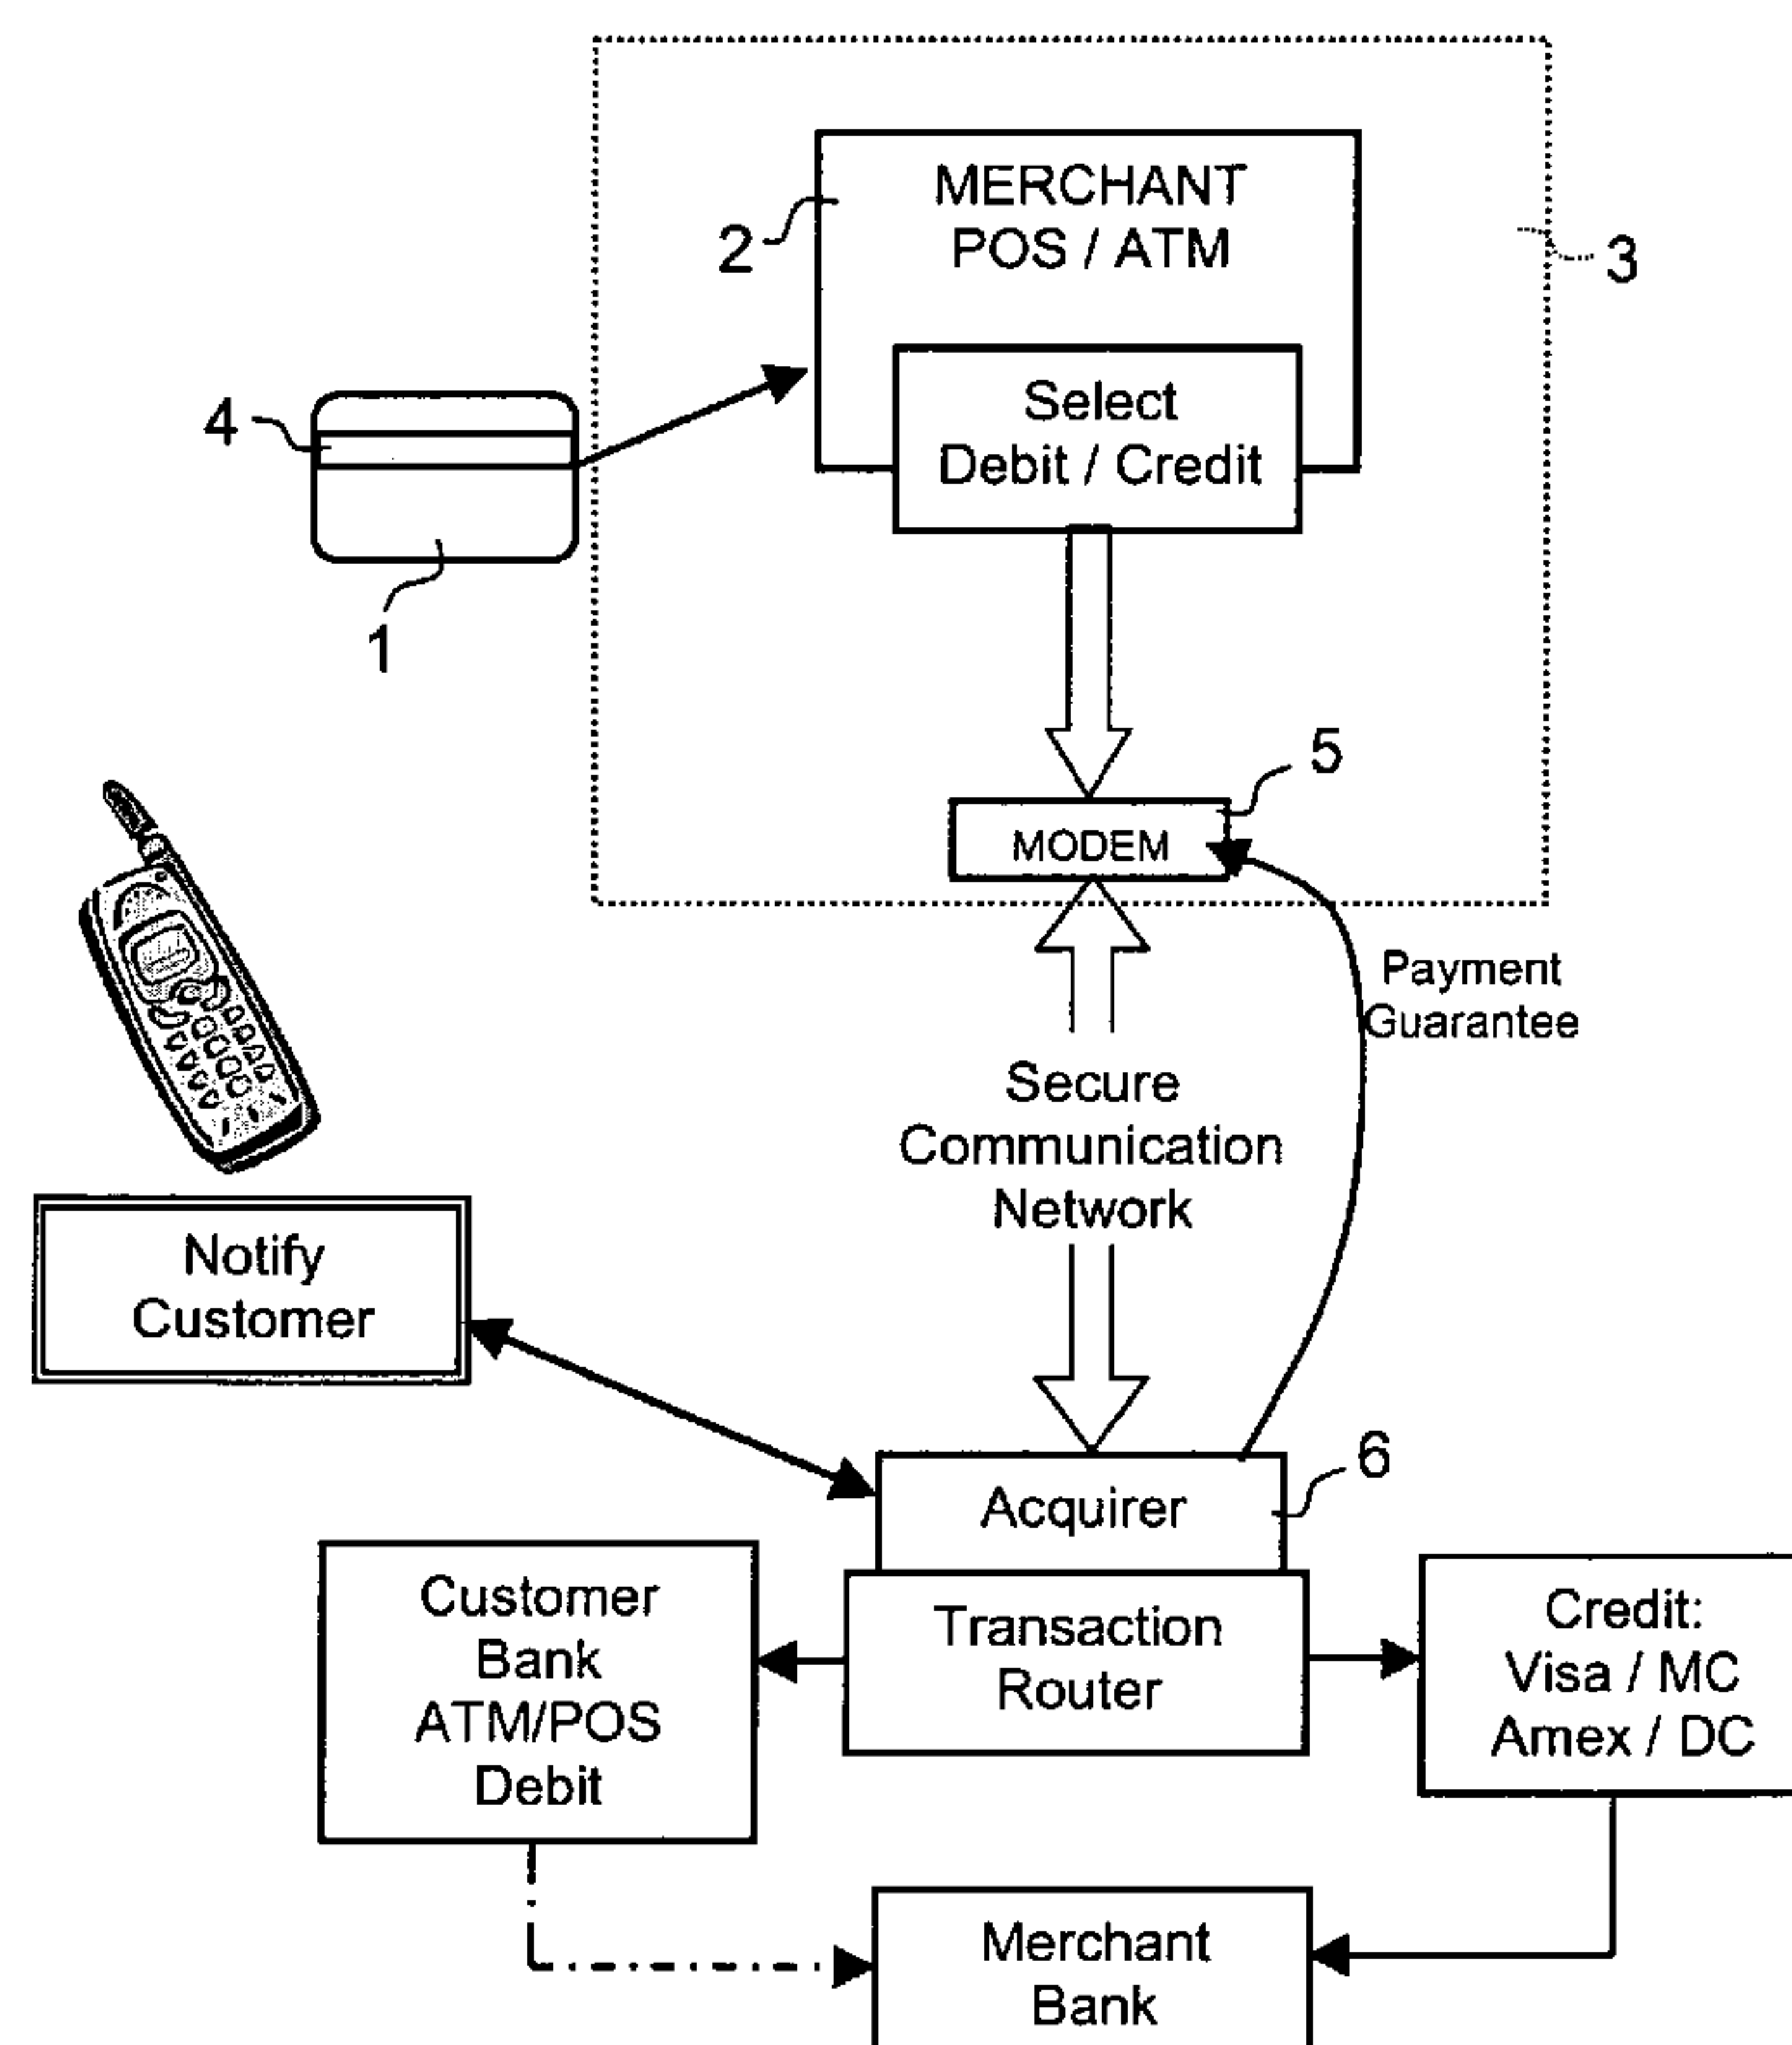 MERCHANT
POS / ATM
2
3
Select
Debit / Credit
4
1
5
MODEM
Payment
Guarantee
Secure
Communication
Network
Notify
Customer
6
Acquirer
Transaction
Router
Customer
Bank
ATM/POS
Debit
Credit:
Visa / MC
Amex / DC
Merchant
Bank